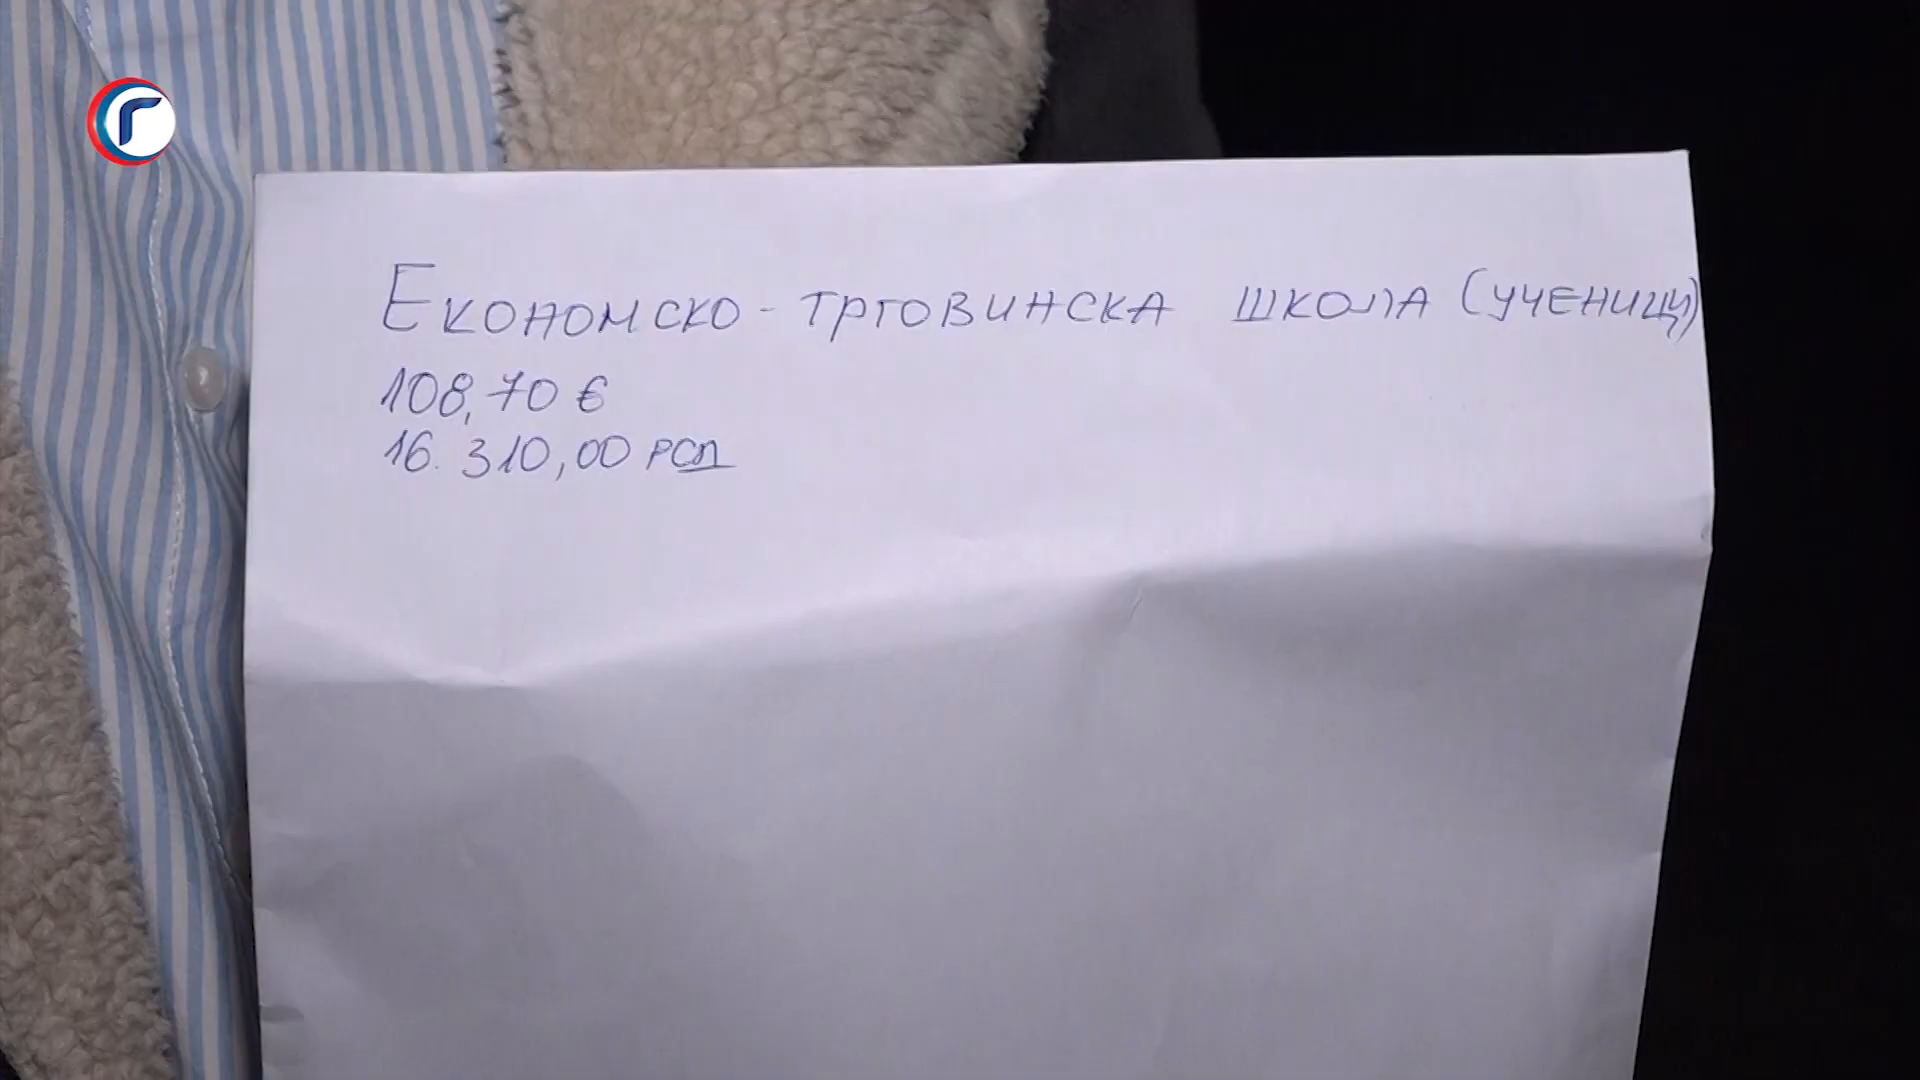 Економско-трговинска школа (ученици)
108,70 €
16.310,00 РСД